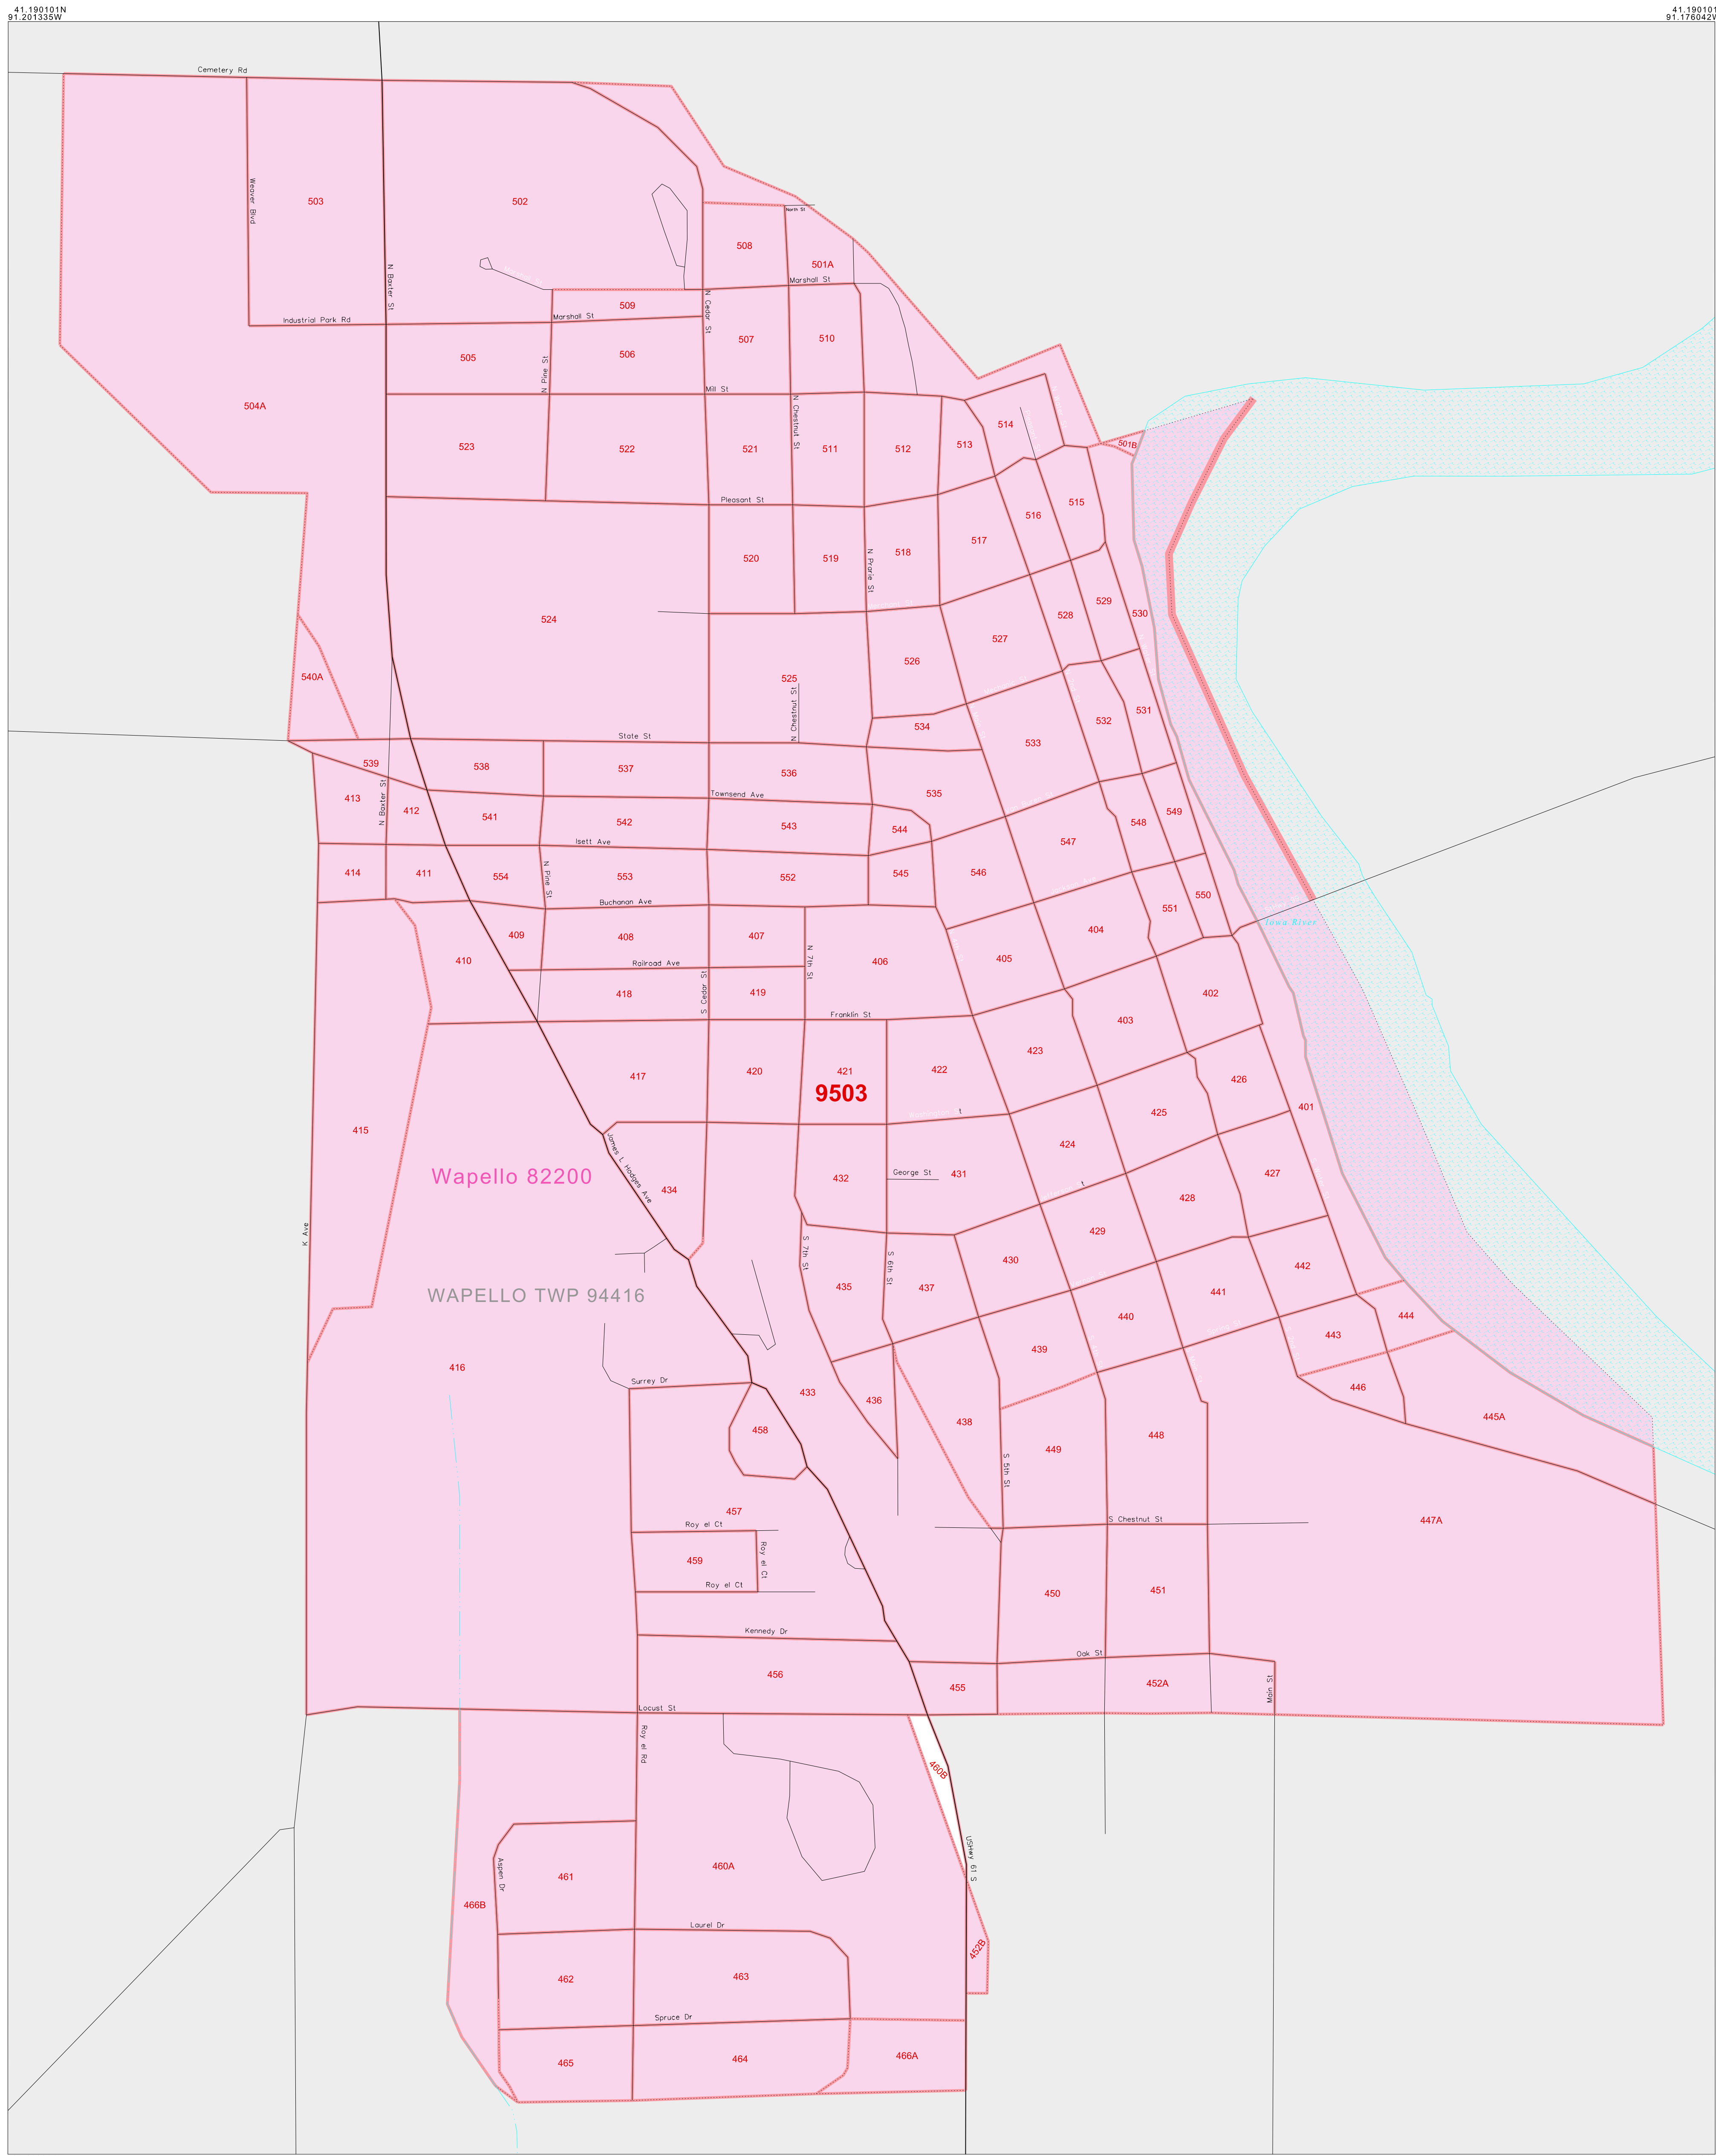 41.190101N
91.201335W
41.190101
91.176042W
Cemetery Rd
Weaver Blvd
503
502
N Baxter St
508
North St
501A
Marshall St
509
N Cedar St
Industrial Park Rd
Marshall St
507
510
505
506
N Pine St
Mill St
504A
N Chestnut St
514
523
522
521
511
512
513
501B
Pleasant St
516
515
520
519
N Prarie St
518
517
524
528
529
530
527
526
540A
525
N Chestnut St
534
533
532
531
State St
539
538
537
536
535
Townsend Ave
413
N Baxter St
412
541
542
543
544
548
549
547
Isett Ave
414
411
554
N Pine St
553
552
545
546
550
551
Buchanan Ave
Iowa River
410
409
408
407
N 7th St
406
405
404
Railroad Ave
418
S Cedar St
419
402
Franklin St
403
417
420
421
9503
422
423
426
401
425
415
James L Hodges Ave
Wapello 82200
434
432
George St
431
424
427
428
429
K Ave
S 7th St
S 6th St
430
WAPELLO TWP 94416
435
437
442
441
440
444
443
439
416
Surrey Dr
433
436
438
446
445A
458
449
448
S 5th St
457
Roy el Ct
S Chestnut St
447A
459
Roy el Ct
Roy el Ct
450
451
Kennedy Dr
Oak St
456
455
452A
Main St
Locust St
Roy el Rd
460B
USHwy 61 S
460A
461
Aspen Dr
466B
Laurel Dr
452B
462
463
Spruce Dr
465
464
466A